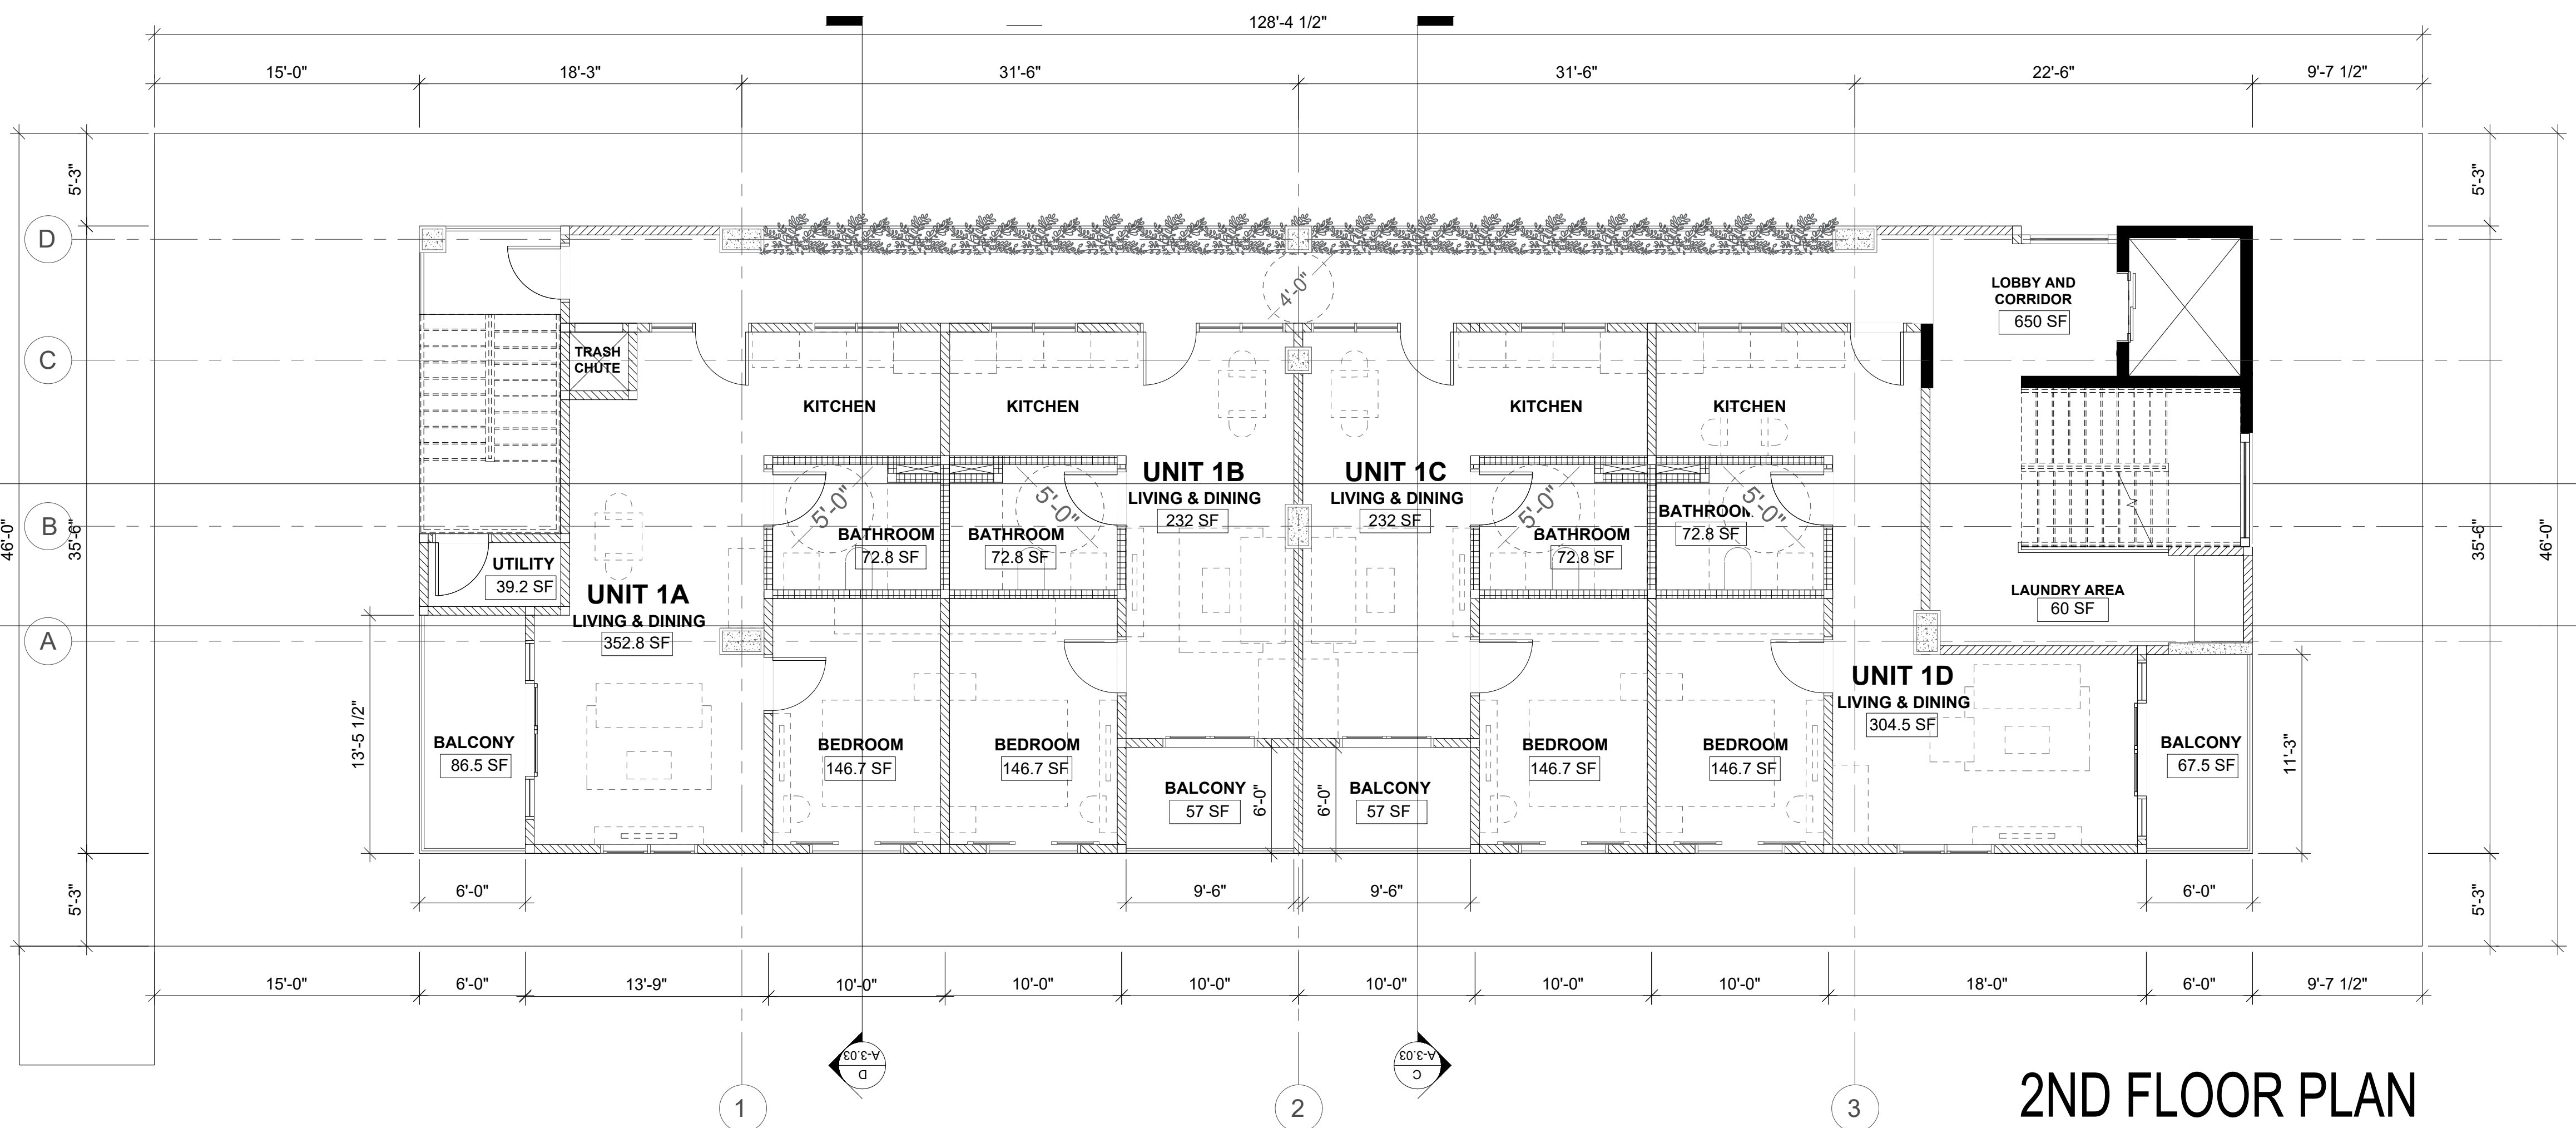 128'-4 1/2"
15'-0"
18'-3"
31'-6"
31'-6"
22'-6"
9'-7 1/2"
5'-3"
5'-3"
D
4'-0"
LOBBY AND
CORRIDOR
650 SF
C
TRASH
CHUTE
KITCHEN
KITCHEN
KITCHEN
KITCHEN
UNIT 1B
LIVING & DINING
232 SF
UNIT 1C
LIVING & DINING
232 SF
5'-0"
5'-0"
5'-0"
5'-0"
46'-0"
35'-6"
B
BATHROOM
72.8 SF
BATHROOM
72.8 SF
BATHROOM
72.8 SF
BATHROOM
72.8 SF
35'-6"
46'-0"
UTILITY
39.2 SF
UNIT 1A
LIVING & DINING
352.8 SF
LAUNDRY AREA
60 SF
A
UNIT 1D
LIVING & DINING
304.5 SF
13'-5 1/2"
BALCONY
86.5 SF
BEDROOM
146.7 SF
BEDROOM
146.7 SF
BALCONY
57 SF
6'-0"
6'-0"
BALCONY
57 SF
BEDROOM
146.7 SF
BEDROOM
146.7 SF
BALCONY
67.5 SF
11'-3"
5'-3"
6'-0"
9'-6"
9'-6"
6'-0"
5'-3"
15'-0"
6'-0"
13'-9"
10'-0"
10'-0"
10'-0"
10'-0"
10'-0"
10'-0"
18'-0"
6'-0"
9'-7 1/2"
A-3.03
D
A-3.03
C
1
2
3
2ND FLOOR PLAN